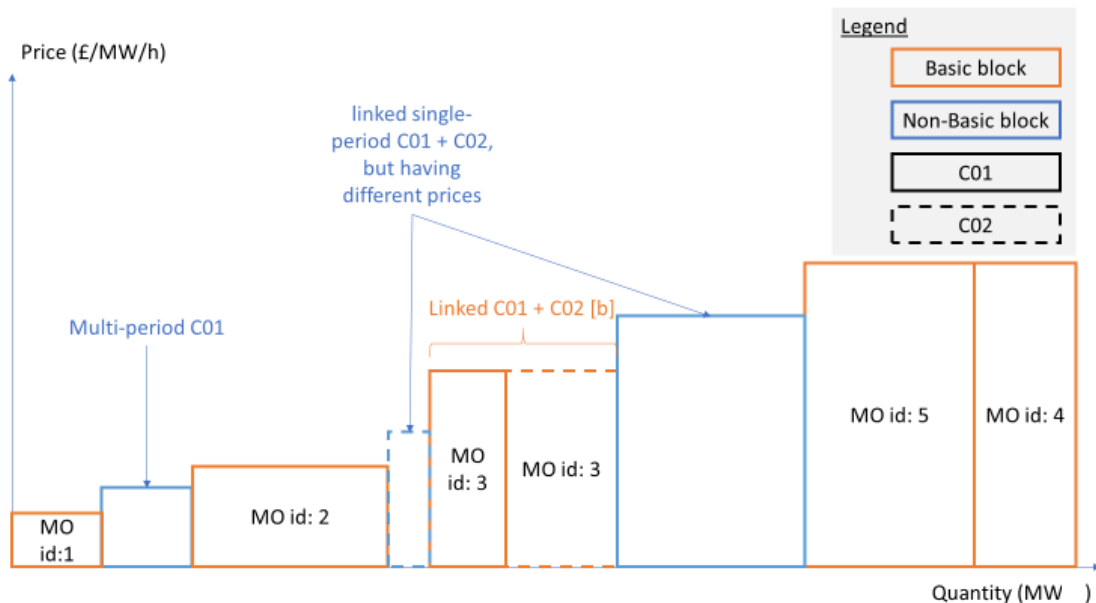 Legend
Price (£/MW/h)
Basic block
linked single-
period C01 + C02,
but having
different prices
Non-Basic block
C01
C02
Linked C01 + C02 [b]
Multi-period C01
MO id: 5
MO id: 4
MO
id: 3
MO id: 3
MO id: 2
MO
id:1
Quantity (MW )